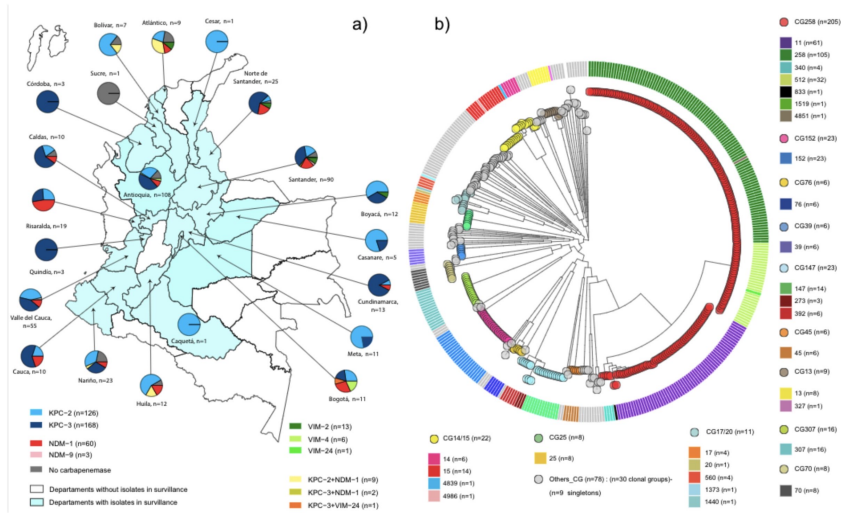 a)
Bolívar, n=7
Atlántico, n=9
Cesar, n=1
Córdoba, n=3
Sucre, n=1
Norte de
Santander, n=25
Caldas, n=10
Antioquia, n=108
Santander, n=90
Risaralda, n=19
Boyacá, n=12
Quindío, n=3
Casanare, n=5
Valle del Cauca,
n=55
Cundinamarca,
n=13
Caquetá, n=1
Meta, n=11
Cauca, n=10
Nariño, n=23
Huila, n=12
Bogotá, n=11
KPC-2 (n=126)
KPC-3 (n=168)
NDM-1 (n=60)
NDM-9 (n=3)
No carbapenemase
Departaments without isolates in survillance
Departaments with isolates in survillance
VIM-2 (n=13)
VIM-4 (n=6)
VIM-24 (n=1)
KPC-2+NDM-1 (n=9)
KPC-3+NDM-1 (n=2)
KPC-3+VIM-24 (n=1)
b)
CG14/15 (n=22)
14 (n=6)
15 (n=14)
4839 (n=1)
4986 (n=1)
CG25 (n=8)
25 (n=8)
Others_CG (n=78) : (n=30 clonal groups)-
(n=9 singletons)
CG17/20 (n=11)
17 (n=4)
20 (n=1)
560 (n=4)
1373 (n=1)
1440 (n=1)
CG258 (n=205)
11 (n=61)
258 (n=105)
340 (n=4)
512 (n=32)
833 (n=1)
1519 (n=1)
4851 (n=1)
CG152 (n=23)
152 (n=23)
CG76 (n=6)
76 (n=6)
CG39 (n=6)
39 (n=6)
CG147 (n=23)
147 (n=14)
273 (n=3)
392 (n=6)
CG45 (n=6)
45 (n=6)
CG13 (n=9)
13 (n=8)
327 (n=1)
CG307 (n=16)
307 (n=16)
CG70 (n=8)
70 (n=8)